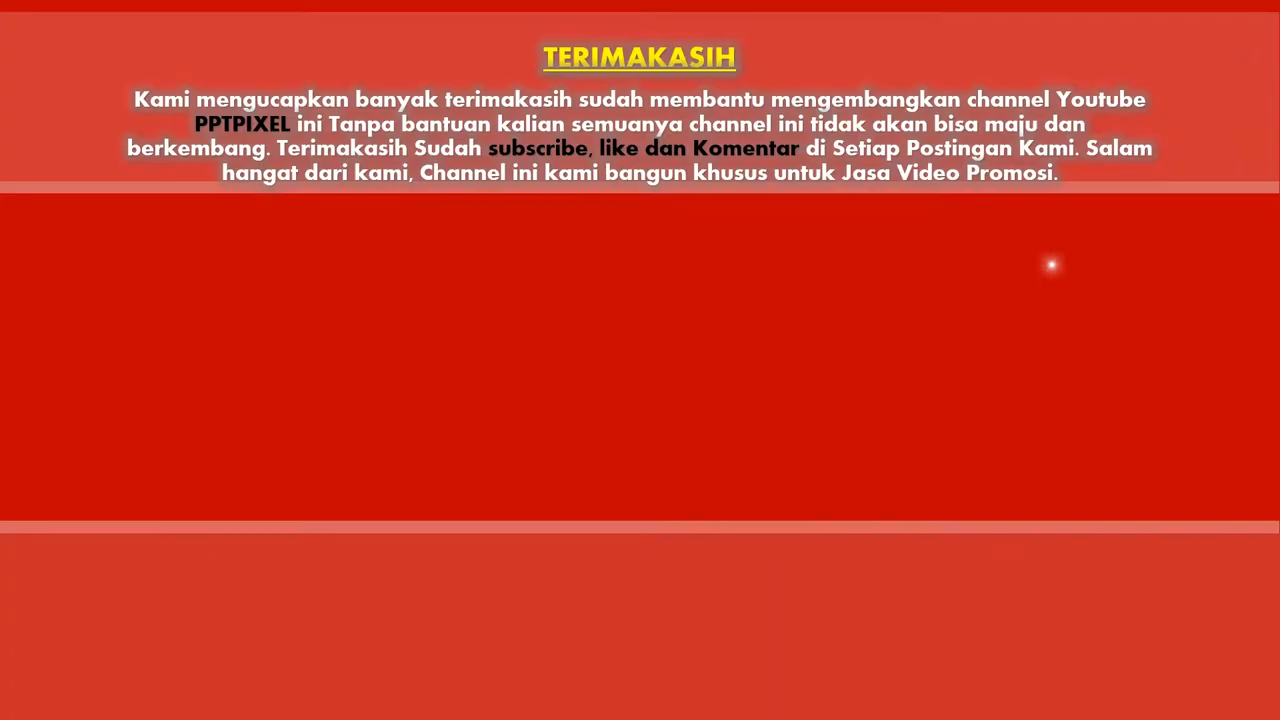 TERIMAKASIH
Kami mengucapkan banyak terimakasih sudah membantu mengembangkan channel Youtube
PPTPIXEL ini Tanpa bantuan kalian semuanya channel ini tidak akan bisa maju dan
berkembang. Terimakasih Sudah subscribe, like dan Komentar di Setiap Postingan Kami. Salam
hangat dari kami, Channel ini kami bangun khusus untuk Jasa Video Promosi.